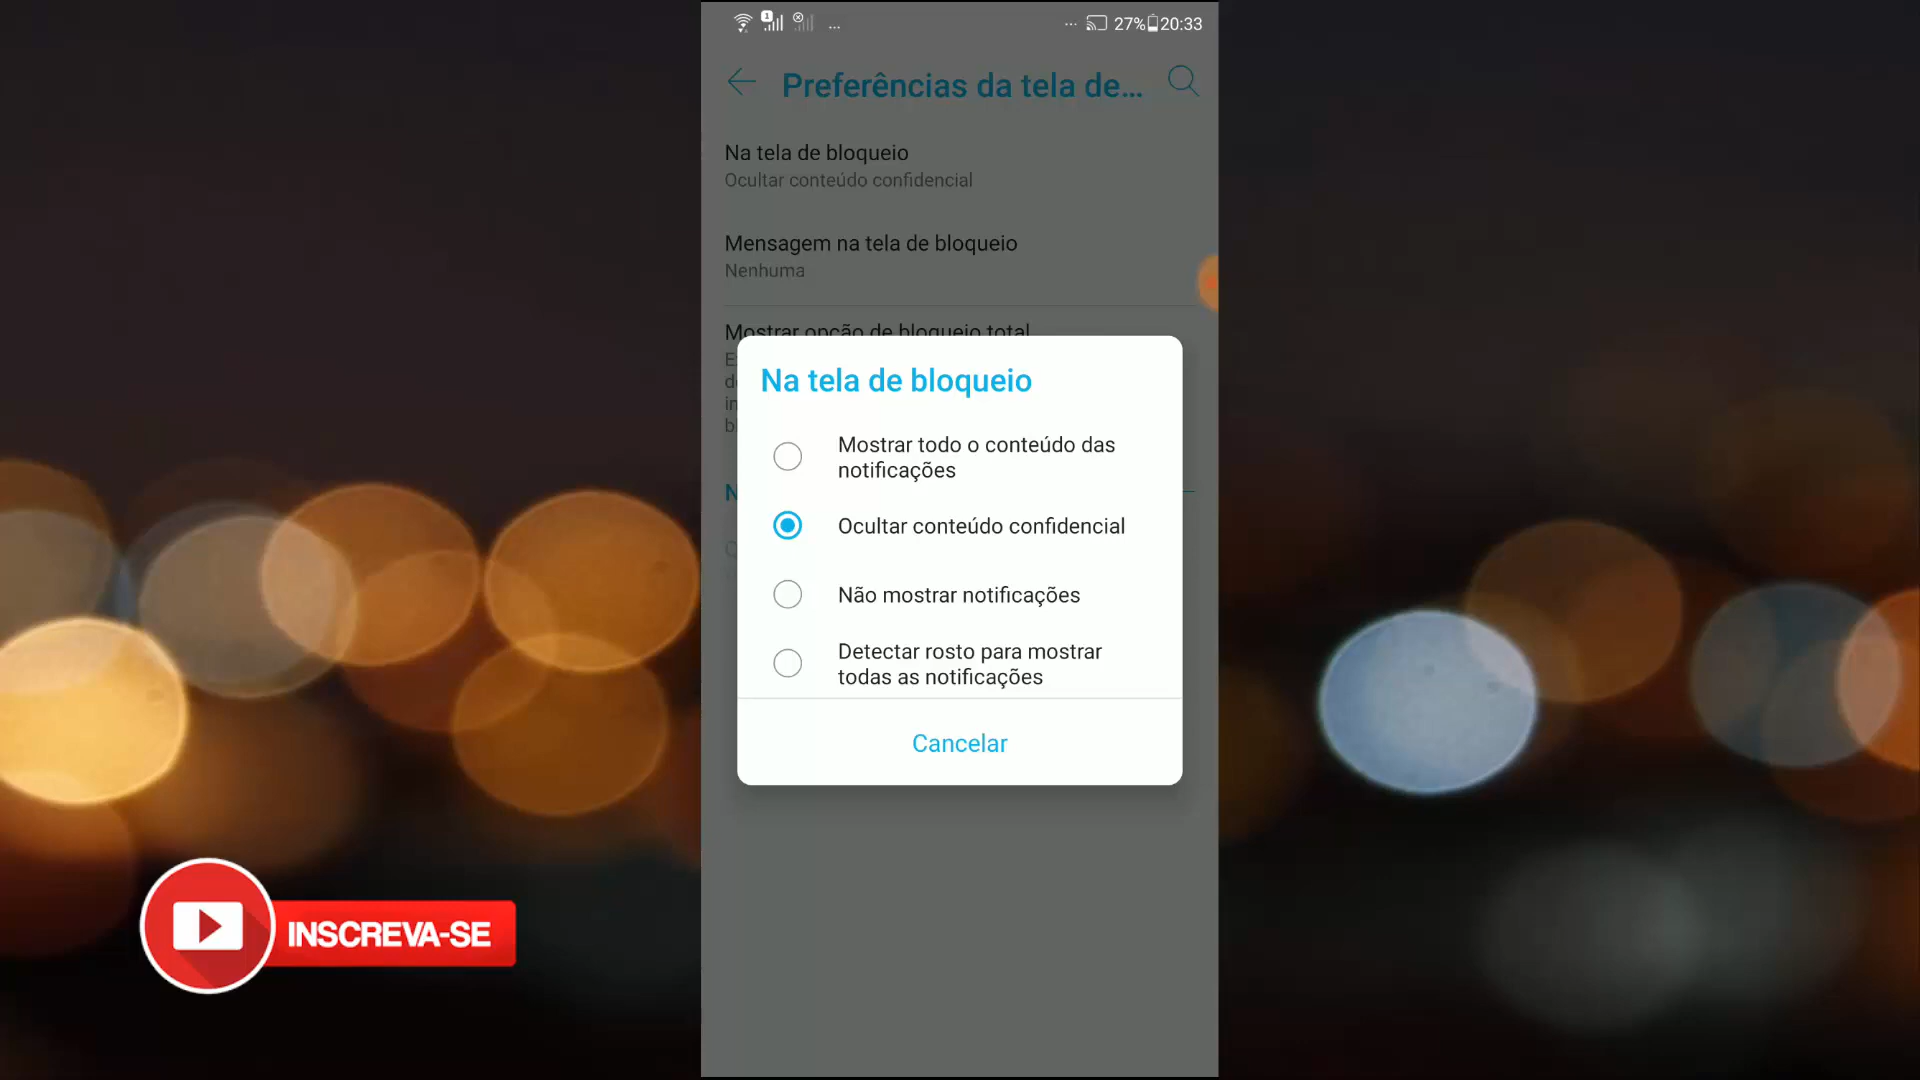 1
...
...
27%
20:33
Preferências da tela de...
Na tela de bloqueio
Ocultar conteúdo confidencial
Mensagem na tela de bloqueio
Nenhuma
Mostrar opção de bloqueio total
Na tela de bloqueio
Mostrar todo o conteúdo das
notificações
Ocultar conteúdo confidencial
Não mostrar notificações
Detectar rosto para mostrar
todas as notificações
Cancelar
INSCREVA-SE